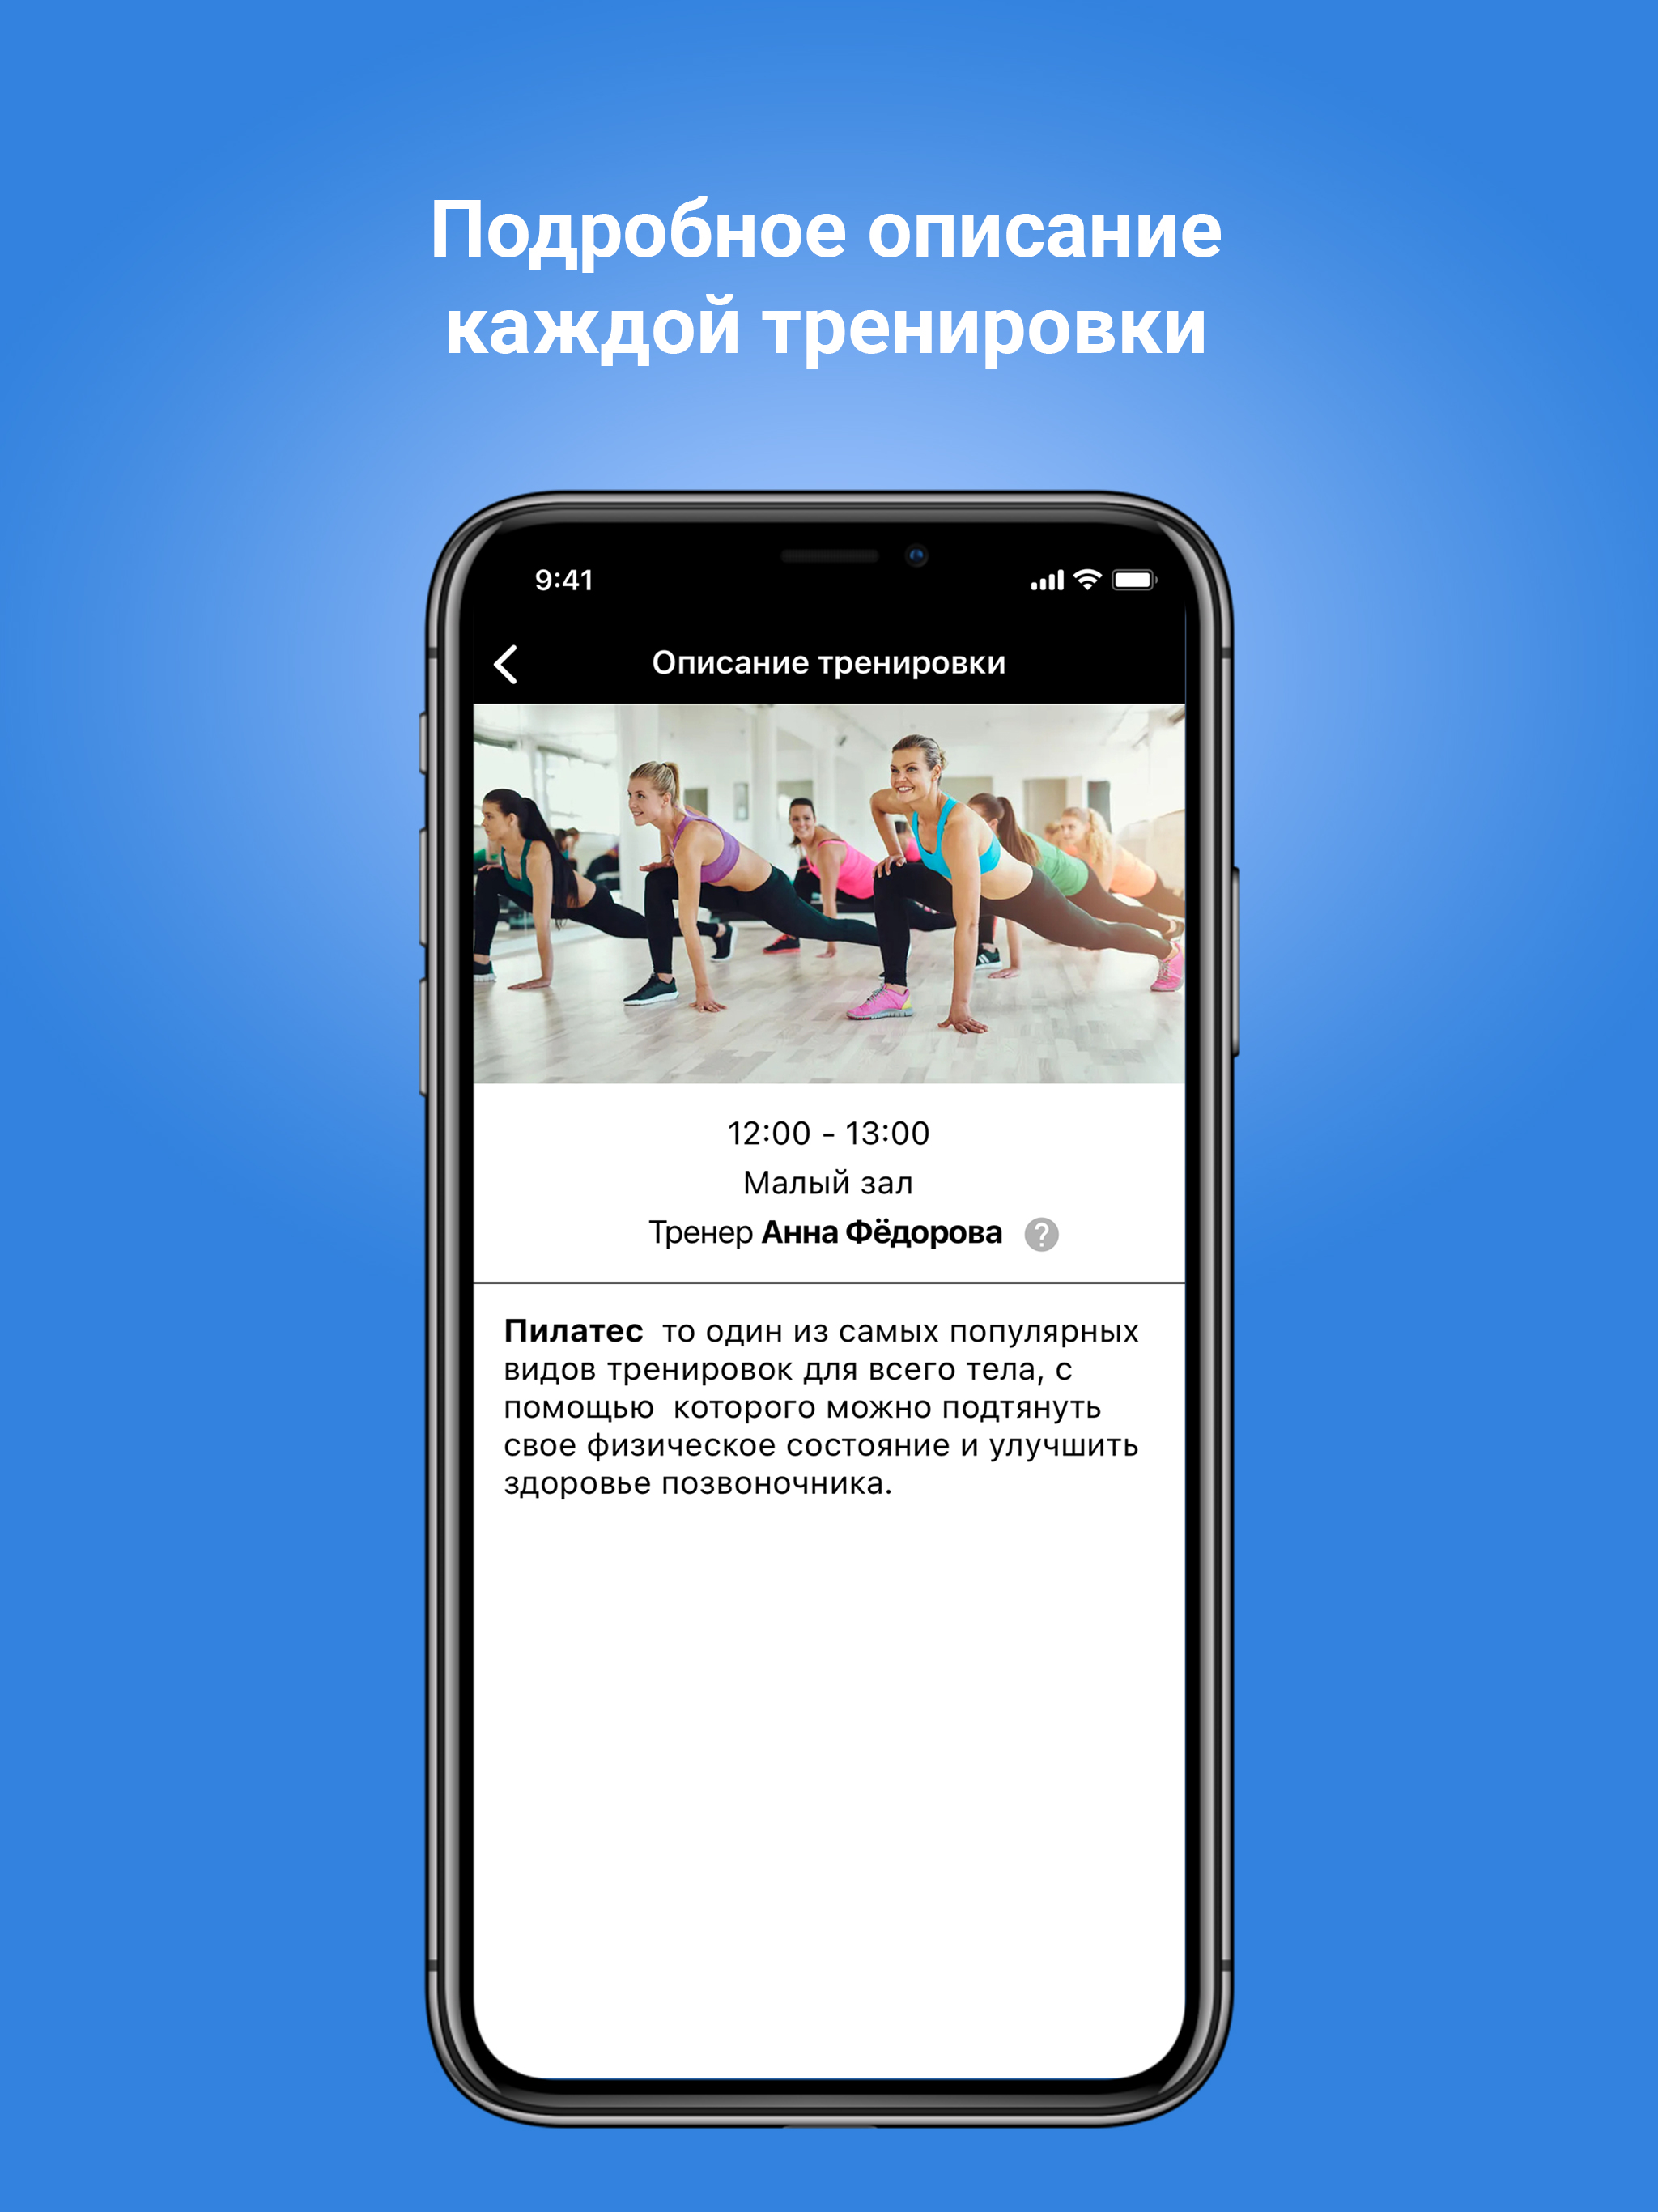 Подробное описание
каждой тренировки
9:41
Описание тренировки
12:00 - 13:00
Малый зал
Тренер Анна Фёдорова ?
Пилатес  то один из самых популярных
видов тренировок для всего тела, с
помощью  которого можно подтянуть
свое физическое состояние и улучшить
здоровье позвоночника.